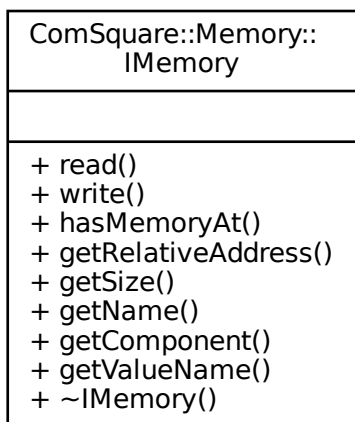 ComSquare::Memory::
IMemory
+ read()
+ write()
+ hasMemoryAt()
+ getRelativeAddress()
+ getSize()
+ getName()
+ getComponent()
+ getValueName()
+ ~IMemory()